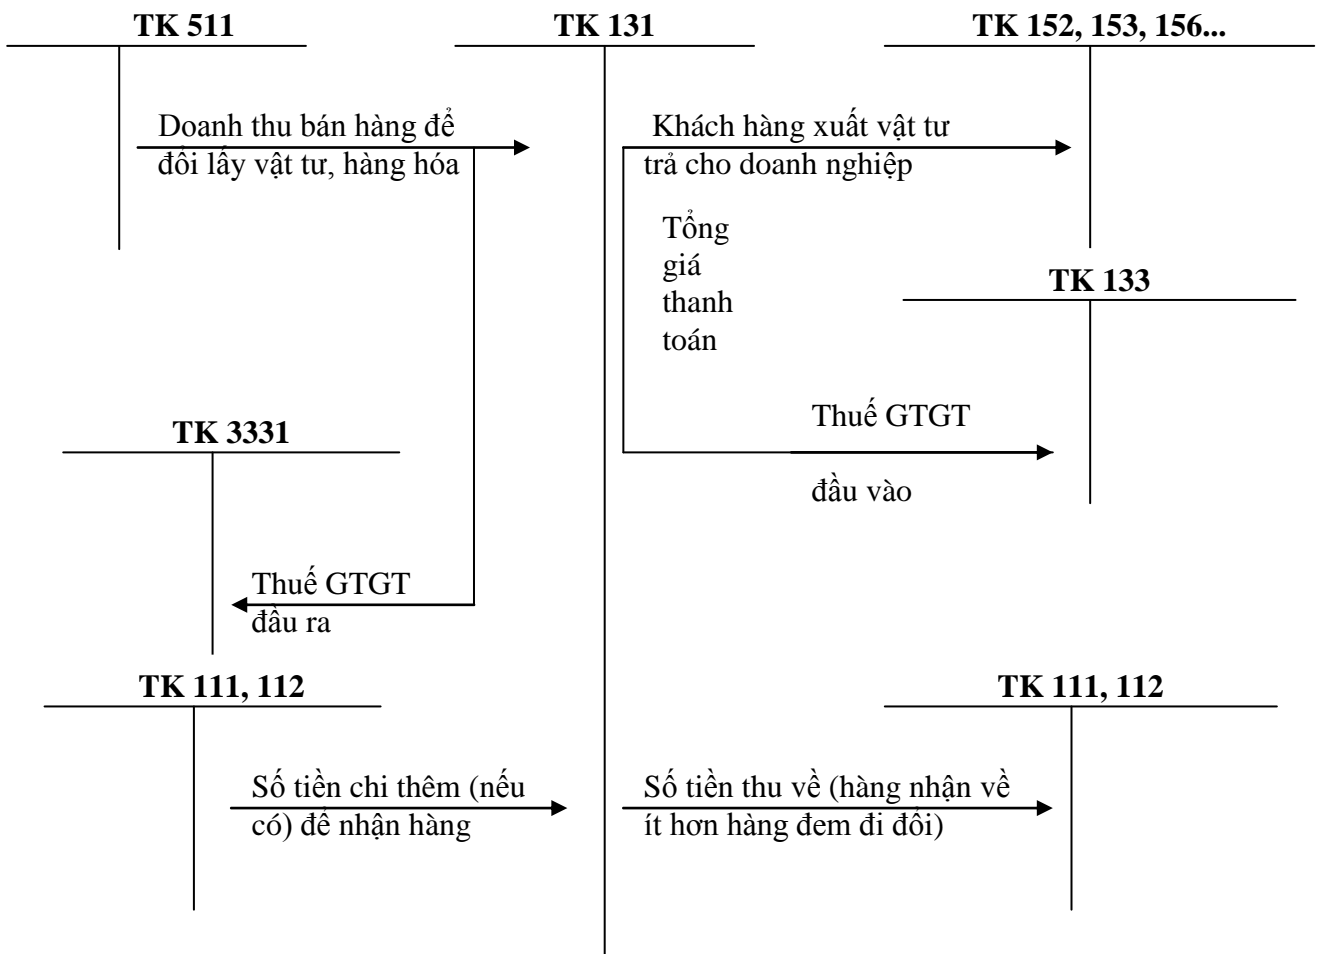 TK 511
TK 131
TK 152, 153, 156...
Doanh thu bán hàng để
đổi lấy vật tư, hàng hóa
Khách hàng xuất vật tư
trả cho doanh nghiệp
Tổng
giá
thanh
toán
TK 133
Thuế GTGT
đầu vào
TK 3331
Thuế GTGT
đầu ra
TK 111, 112
TK 111, 112
Số tiền chi thêm (nếu
có) để nhận hàng
Số tiền thu về (hàng nhận về
ít hơn hàng đem đi đổi)